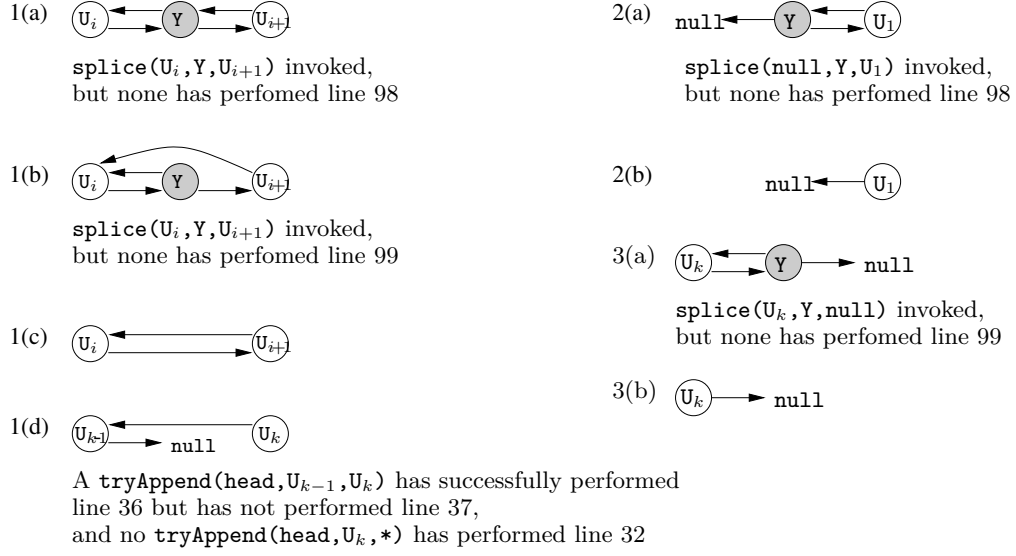 1(a) U_i Y U_{i+1}
splice(U_i,Y,U_{i+1}) invoked,
but none has perfomed line 98
1(b) U_i Y U_{i+1}
splice(U_i,Y,U_{i+1}) invoked,
but none has perfomed line 99
1(c) U_i U_{i+1}
1(d) U_{k-1} null U_k
A tryAppend(head,U_{k−1},U_k) has successfully performed
line 36 but has not performed line 37,
and no tryAppend(head,U_k,*) has performed line 32
2(a) null Y U_1
splice(null,Y,U_1) invoked,
but none has perfomed line 98
2(b) null U_1
3(a) U_k Y null
splice(U_k,Y,null) invoked,
but none has perfomed line 99
3(b) U_k null